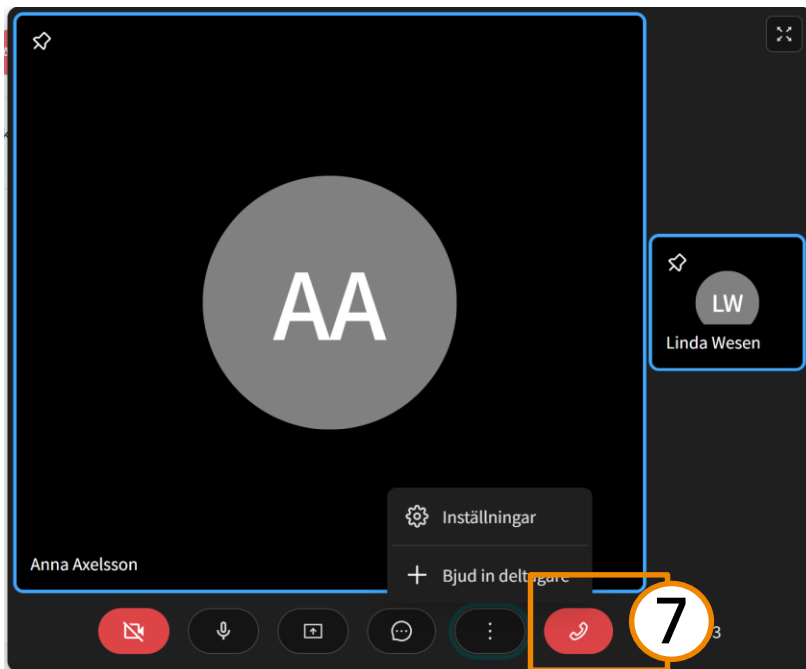 AA
LW
Linda Wesen
Inställningar
Anna Axelsson
Bjud in deltagare
7
3